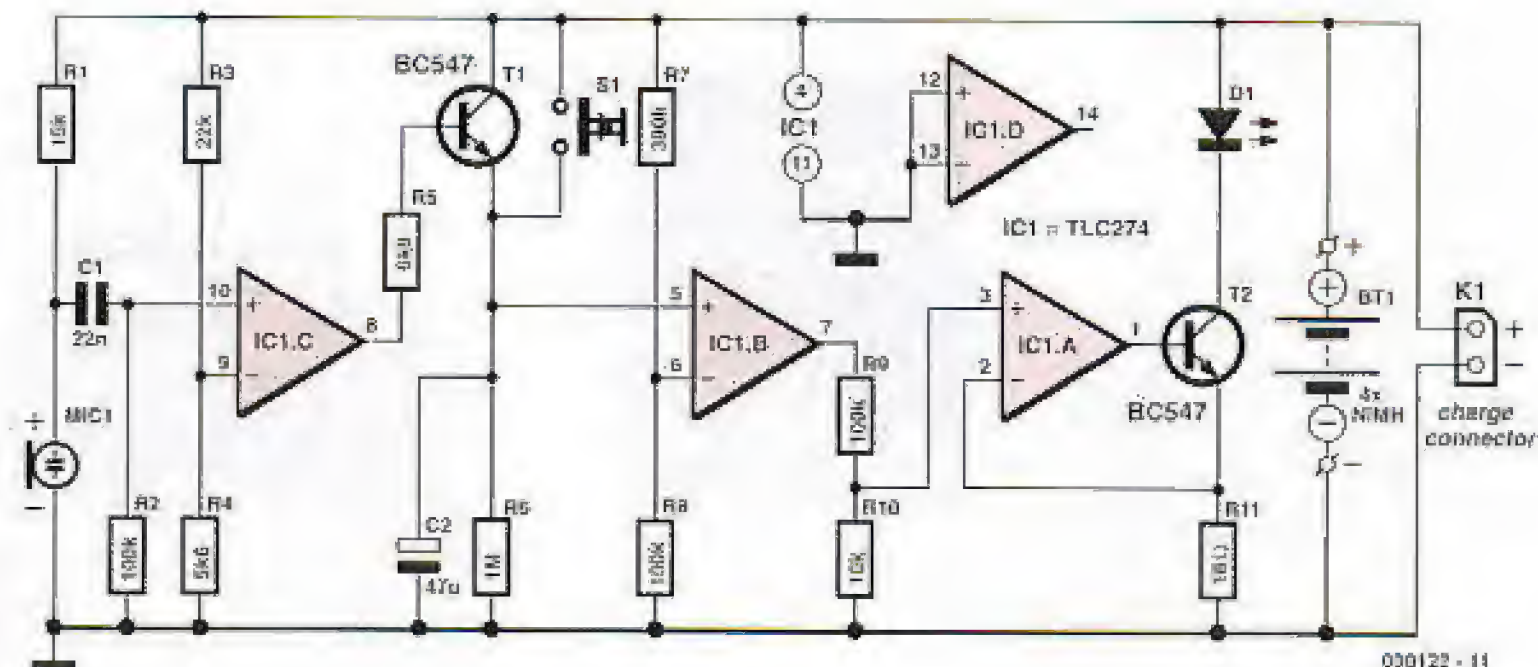 R1
15k
R3
22k
BC547
T1
S1
R7
390k
4
IC1
11
12
+
13
–
IC1.D
14
IC1 = TLC274
D1
C1
22n
R5
10
+
9
–
IC1.C
8
5
+
6
–
IC1.B
7
3
+
2
–
IC1.A
1
T2
BC547
R9
100k
+
+
BT1
–
–
4x
NiMH
K1
+
–
charge
connector
+
MIC1
–
R2
100k
R4
5k6
C2
47u
R6
1M
R8
100k
R10
10k
R11
000122 - 11